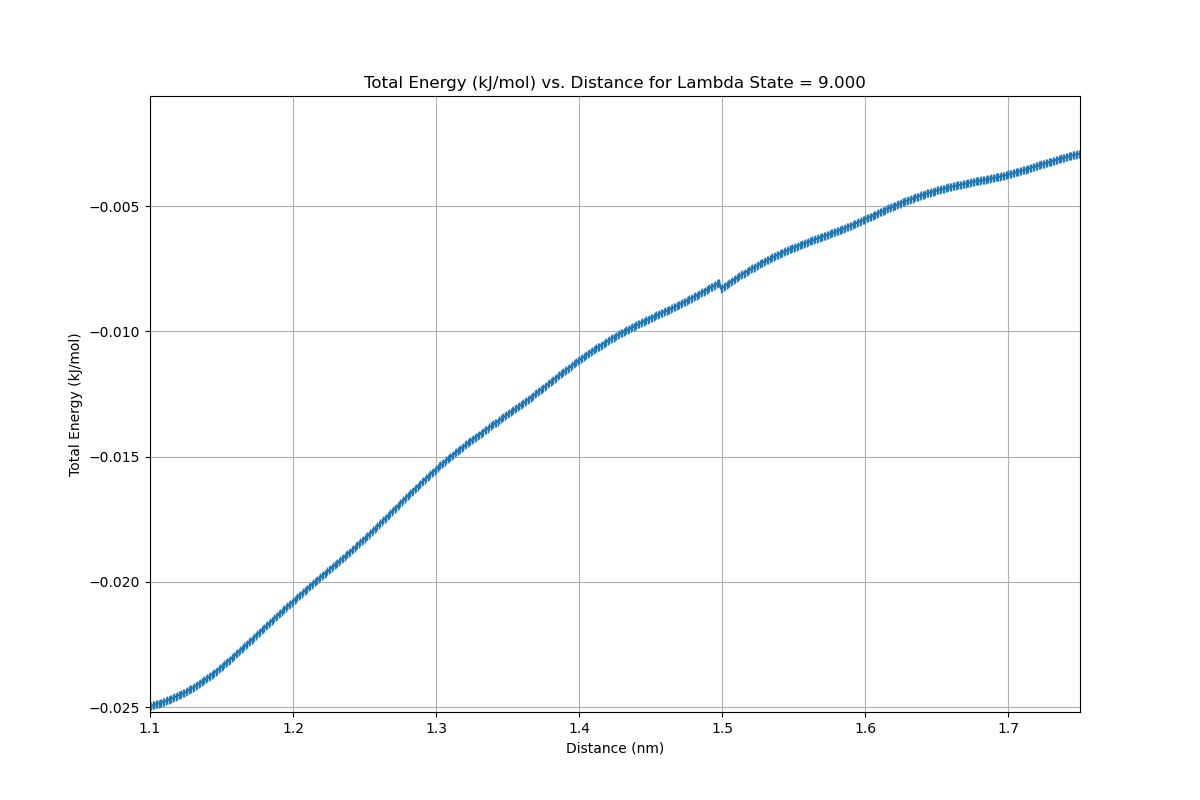 Total Energy (kJ/mol) vs. Distance for Lambda State = 9.000
Total Energy (kJ/mol)
−0.005
−0.010
−0.015
−0.020
−0.025
1.1 1.2 1.3 1.4 1.5 1.6 1.7
Distance (nm)